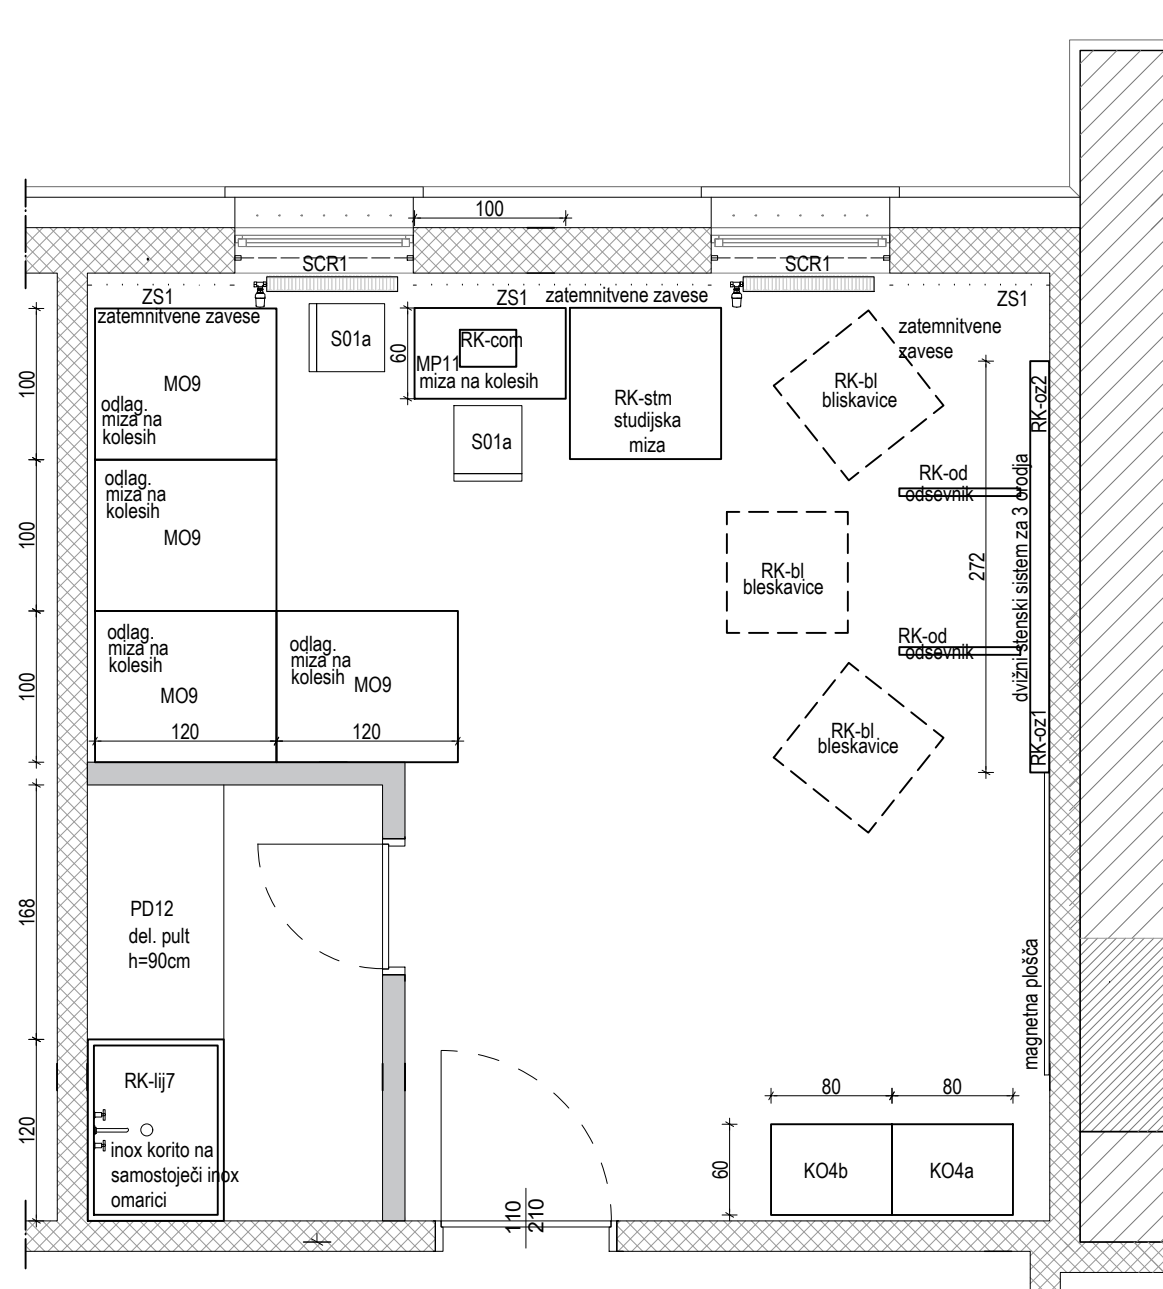 100
SCR1
SCR1
ZS1
zatemnitvene zavese
ZS1
zatemnitvene zavese
ZS1
zatemnitvene
zavese
S01a
60
RK-com
MP11
miza na kolesih
S01a
RK-stm
studijska
miza
RK-bl
bliskavice
RK-oz2
100
MO9
odlag.
miza na
kolesih
100
odlag.
miza na
kolesih
MO9
RK-od
odsevnik
dvižni stenski sistem za 3 orodja
272
RK-bl
bleskavice
100
odlag.
miza na
kolesih
MO9
120
odlag.
miza na
kolesih
MO9
120
RK-od
odsevnik
RK-bl
bleskavice
RK-oz1
168
PD12
del. pult
h=90cm
magnetna plošča
120
RK-lij7
inox korito na
samostoječi inox
omarici
110
210
80
80
60
KO4b
KO4a